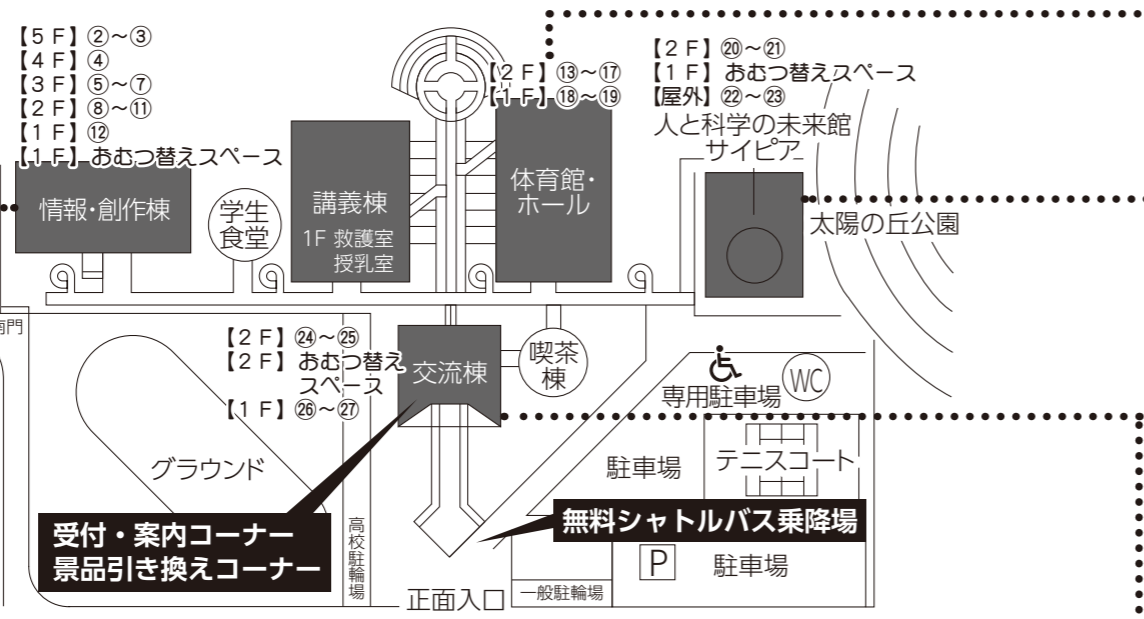 【５Ｆ】②～③
【４Ｆ】④
【３Ｆ】⑤～⑦
【２Ｆ】⑧～⑪
【１Ｆ】⑫
【１Ｆ】おむつ替えスペース
情報・創作棟
学生
食堂
講義棟
1F 救護室
授乳室
【２Ｆ】⑬～⑰
【１Ｆ】⑱～⑲
体育館・
ホール
【２Ｆ】⑳～㉑
【１Ｆ】おむつ替えスペース
【屋外】㉒～㉓
人と科学の未来館
サイピア
太陽の丘公園
門
【２Ｆ】㉔～㉕
【２Ｆ】おむつ替え
スペース
【１Ｆ】㉖～㉗
交流棟
喫茶
棟
専用駐車場
WC
グラウンド
駐車場
テニスコート
受付・案内コーナー
景品引き換えコーナー
高校駐輪場
無料シャトルバス乗降場
P
駐車場
正面入口
一般駐輪場